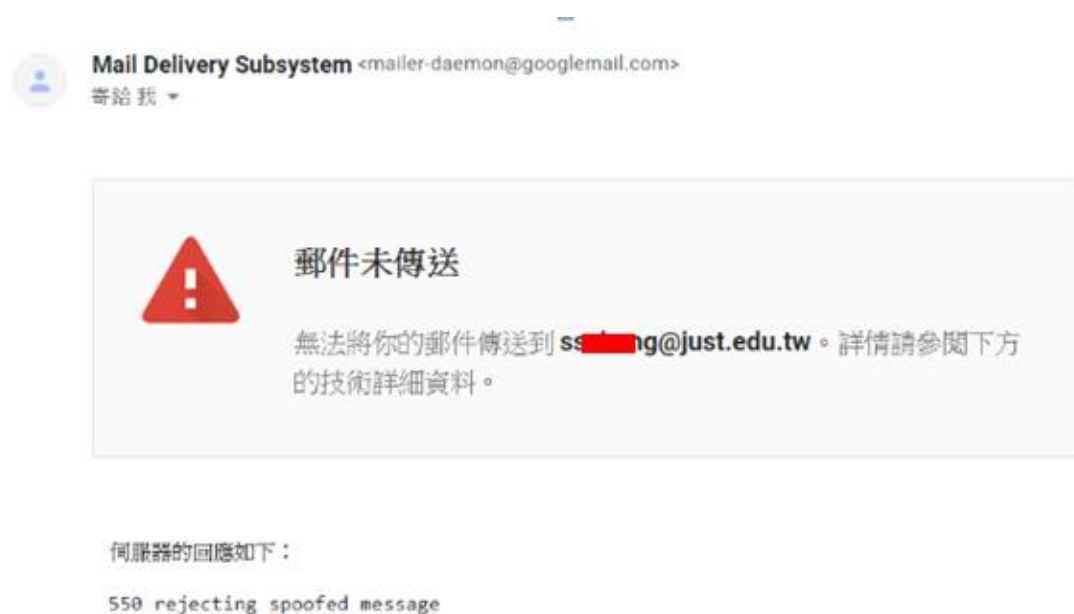 Mail Delivery Subsystem <mailer-daemon@googlemail.com>
寄給 我
郵件未傳送
無法將你的郵件傳送到 ss ng@just.edu.tw。詳情請參閱下方
的技術詳細資料。
伺服器的回應如下：
550 rejecting spoofed message